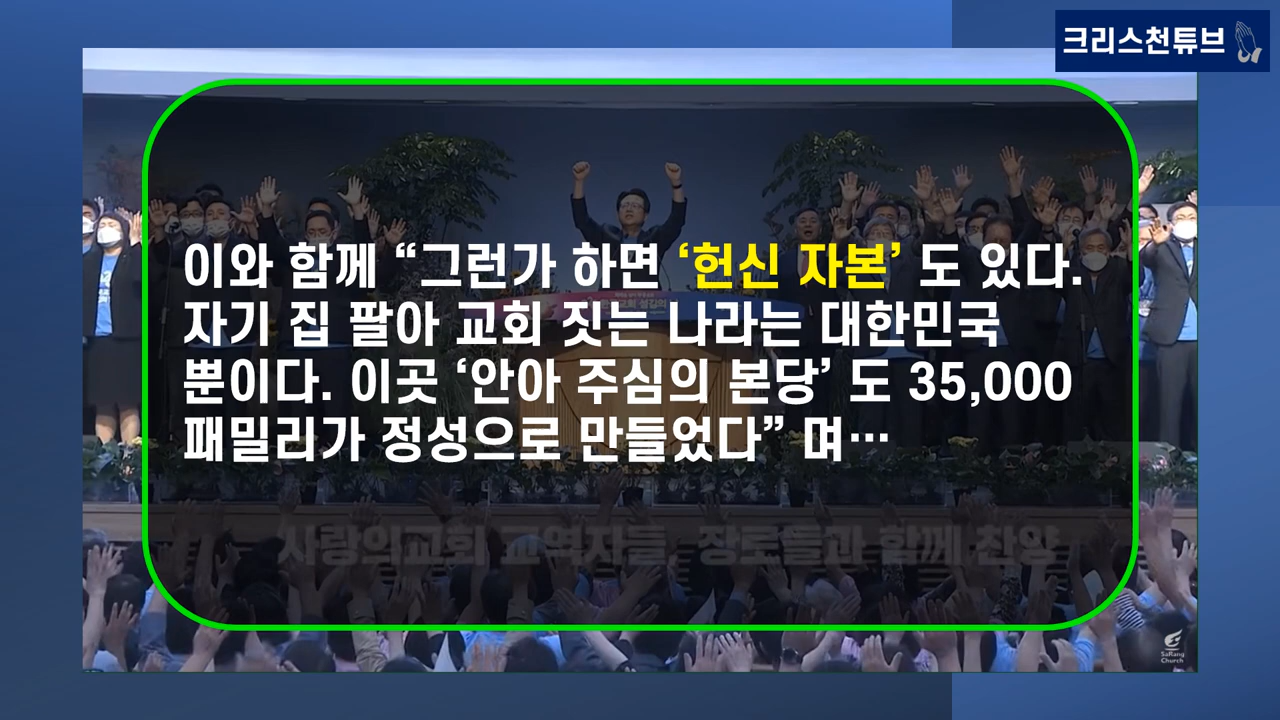 크리스천튜브
이와 함께 “그런가 하면 ‘헌신 자본’ 도 있다.
자기 집 팔아 교회 짓는 나라는 대한민국
뿐이다. 이곳 ‘안아 주심의 본당’ 도 35,000
패밀리가 정성으로 만들었다” 며…
사랑의교회 교역자들, 장로들과 함께 찬양
SaRang
Church